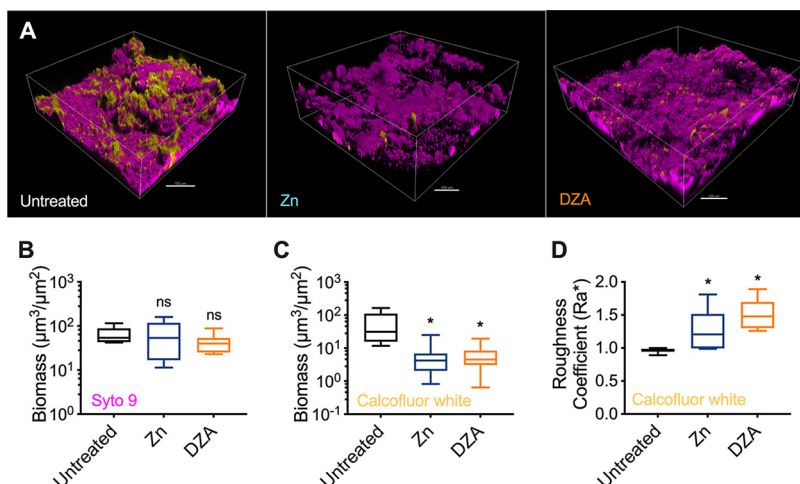 A
Untreated
Zn
DZA
B
Biomass (µm³/µm²)
10³
10²
10¹
10⁰
ns
ns
Syto 9
Untreated
Zn
DZA
C
Biomass (µm³/µm²)
10³
10²
10¹
10⁰
10⁻¹
*
*
Calcofluor white
Untreated
Zn
DZA
D
Roughness
Coefficient (Ra*)
2.0
1.5
1.0
0.5
0.0
*
*
Calcofluor white
Untreated
Zn
DZA